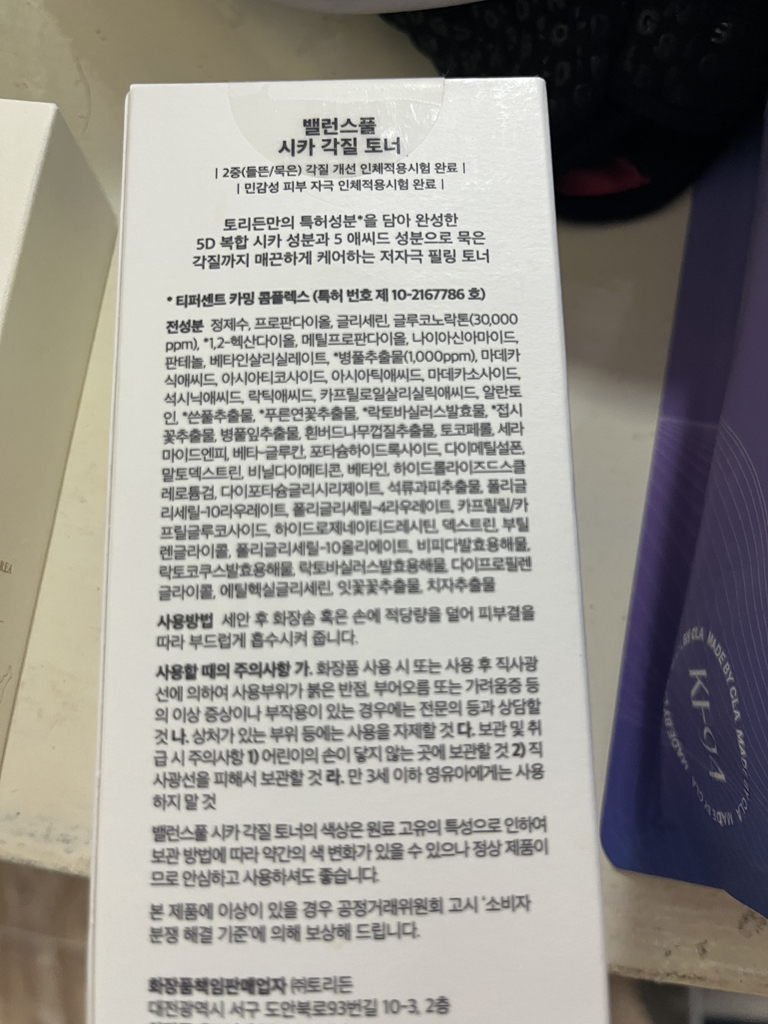 밸런스풀
시카 각질 토너
| 2중(들뜬/묵은) 각질 개선 인체적용시험 완료 |
| 민감성 피부 자극 인체적용시험 완료 |
토리든만의 특허성분*을 담아 완성한
5D 복합 시카 성분과 5 애씨드 성분으로 묵은
각질까지 매끈하게 케어하는 저자극 필링 토너
* 티퍼센트 카밍 콤플렉스 (특허 번호 제 10-2167786 호)
전성분 정제수, 프로판다이올, 글리세린, 글루코노락톤(30,000
ppm), *1,2-헥산다이올, 메틸프로판다이올, 나이아신아마이드,
판테놀, 베타인살리실레이트, *병풀추출물(1,000ppm), 마데카
식애씨드, 아시아티코사이드, 아시아틱애씨드, 마데카소사이드,
석시닉애씨드, 락틱애씨드, 카프릴로일살리실릭애씨드, 알란토
인, *쓴풀추출물, *푸른연꽃추출물, *락토바실러스발효물, *접시
꽃추출물, 병풀잎추출물, 흰버드나무껍질추출물, 토코페롤, 세라
마이드엔피, 베타-글루칸, 포타슘하이드록사이드, 다이메틸설폰,
말토덱스트린, 비닐다이메티콘, 베타인, 하이드롤라이즈드스클
레로튬검, 다이포타슘글리시리제이트, 석류과피추출물, 폴리글
리세릴-10라우레이트, 폴리글리세릴-4라우레이트, 카프릴릴/카
프릴글루코사이드, 하이드로제네이티드레시틴, 덱스트린, 부틸
렌글라이콜, 폴리글리세릴-10올리에이트, 비피다발효용해물,
락토코쿠스발효용해물, 락토바실러스발효용해물, 다이프로필렌
글라이콜, 에틸헥실글리세린, 잇꽃꽃추출물, 치자추출물
사용방법 세안 후 화장솜 혹은 손에 적당량을 덜어 피부결을
따라 부드럽게 흡수시켜 줍니다.
사용할 때의 주의사항 가. 화장품 사용 시 또는 사용 후 직사광
선에 의하여 사용부위가 붉은 반점, 부어오름 또는 가려움증 등
의 이상 증상이나 부작용이 있는 경우에는 전문의 등과 상담할
것 나. 상처가 있는 부위 등에는 사용을 자제할 것 다. 보관 및 취
급 시 주의사항 1) 어린이의 손이 닿지 않는 곳에 보관할 것 2) 직
사광선을 피해서 보관할 것 라. 만 3세 이하 영유아에게는 사용
하지 말 것
밸런스풀 시카 각질 토너의 색상은 원료 고유의 특성으로 인하여
보관 방법에 따라 약간의 색 변화가 있을 수 있으나 정상 제품이
므로 안심하고 사용하셔도 좋습니다.
본 제품에 이상이 있을 경우 공정거래위원회 고시 '소비자
분쟁 해결 기준'에 의해 보상해 드립니다.
화장품책임판매업자 ㈜토리든
대전광역시 서구 도안북로93번길 10-3, 2층
MADE BY CLA